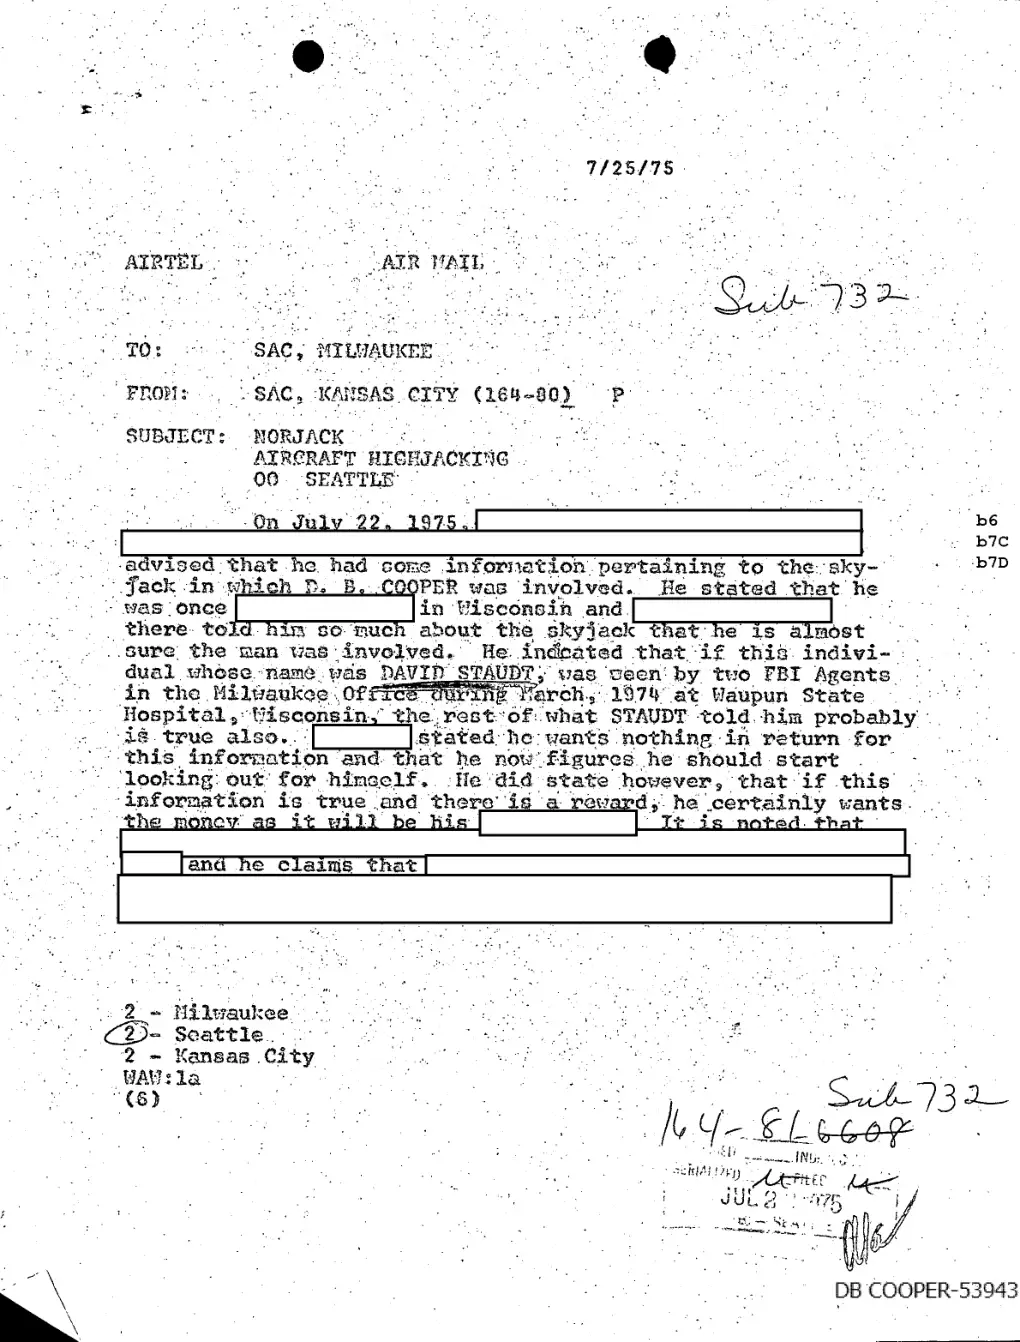 7/25/75
AIRTEL AIR MAIL
Sub 732
TO: SAC, MILWAUKEE
FROM: SAC, KANSAS CITY (164-80) P
SUBJECT: NORJACK
AIRCRAFT HIGHJACKING
OO SEATTLE
On July 22, 1975, b6
b7C
advised that he had some information pertaining to the sky- b7D
jack in which D. B. COOPER was involved. He stated that he
was once in Wisconsin and
there told him so much about the skyjack that he is almost
sure the man was involved. He indicated that if this indivi-
dual whose name was DAVID STAUDT, was seen by two FBI Agents
in the Milwaukee Office during March, 1974 at Waupun State
Hospital, Wisconsin, the rest of what STAUDT told him probably
is true also. stated he wants nothing in return for
this information and that he now figures he should start
looking out for himself. He did state however, that if this
information is true and there is a reward, he certainly wants
the money as it will be his It is noted that
and he claims that
2 - Milwaukee
2 - Seattle
2 - Kansas City
WAW:la
(6)
Sub 732
164-81-6608
SERIALIZED FILED
JUL 2 1975
DB COOPER-53943